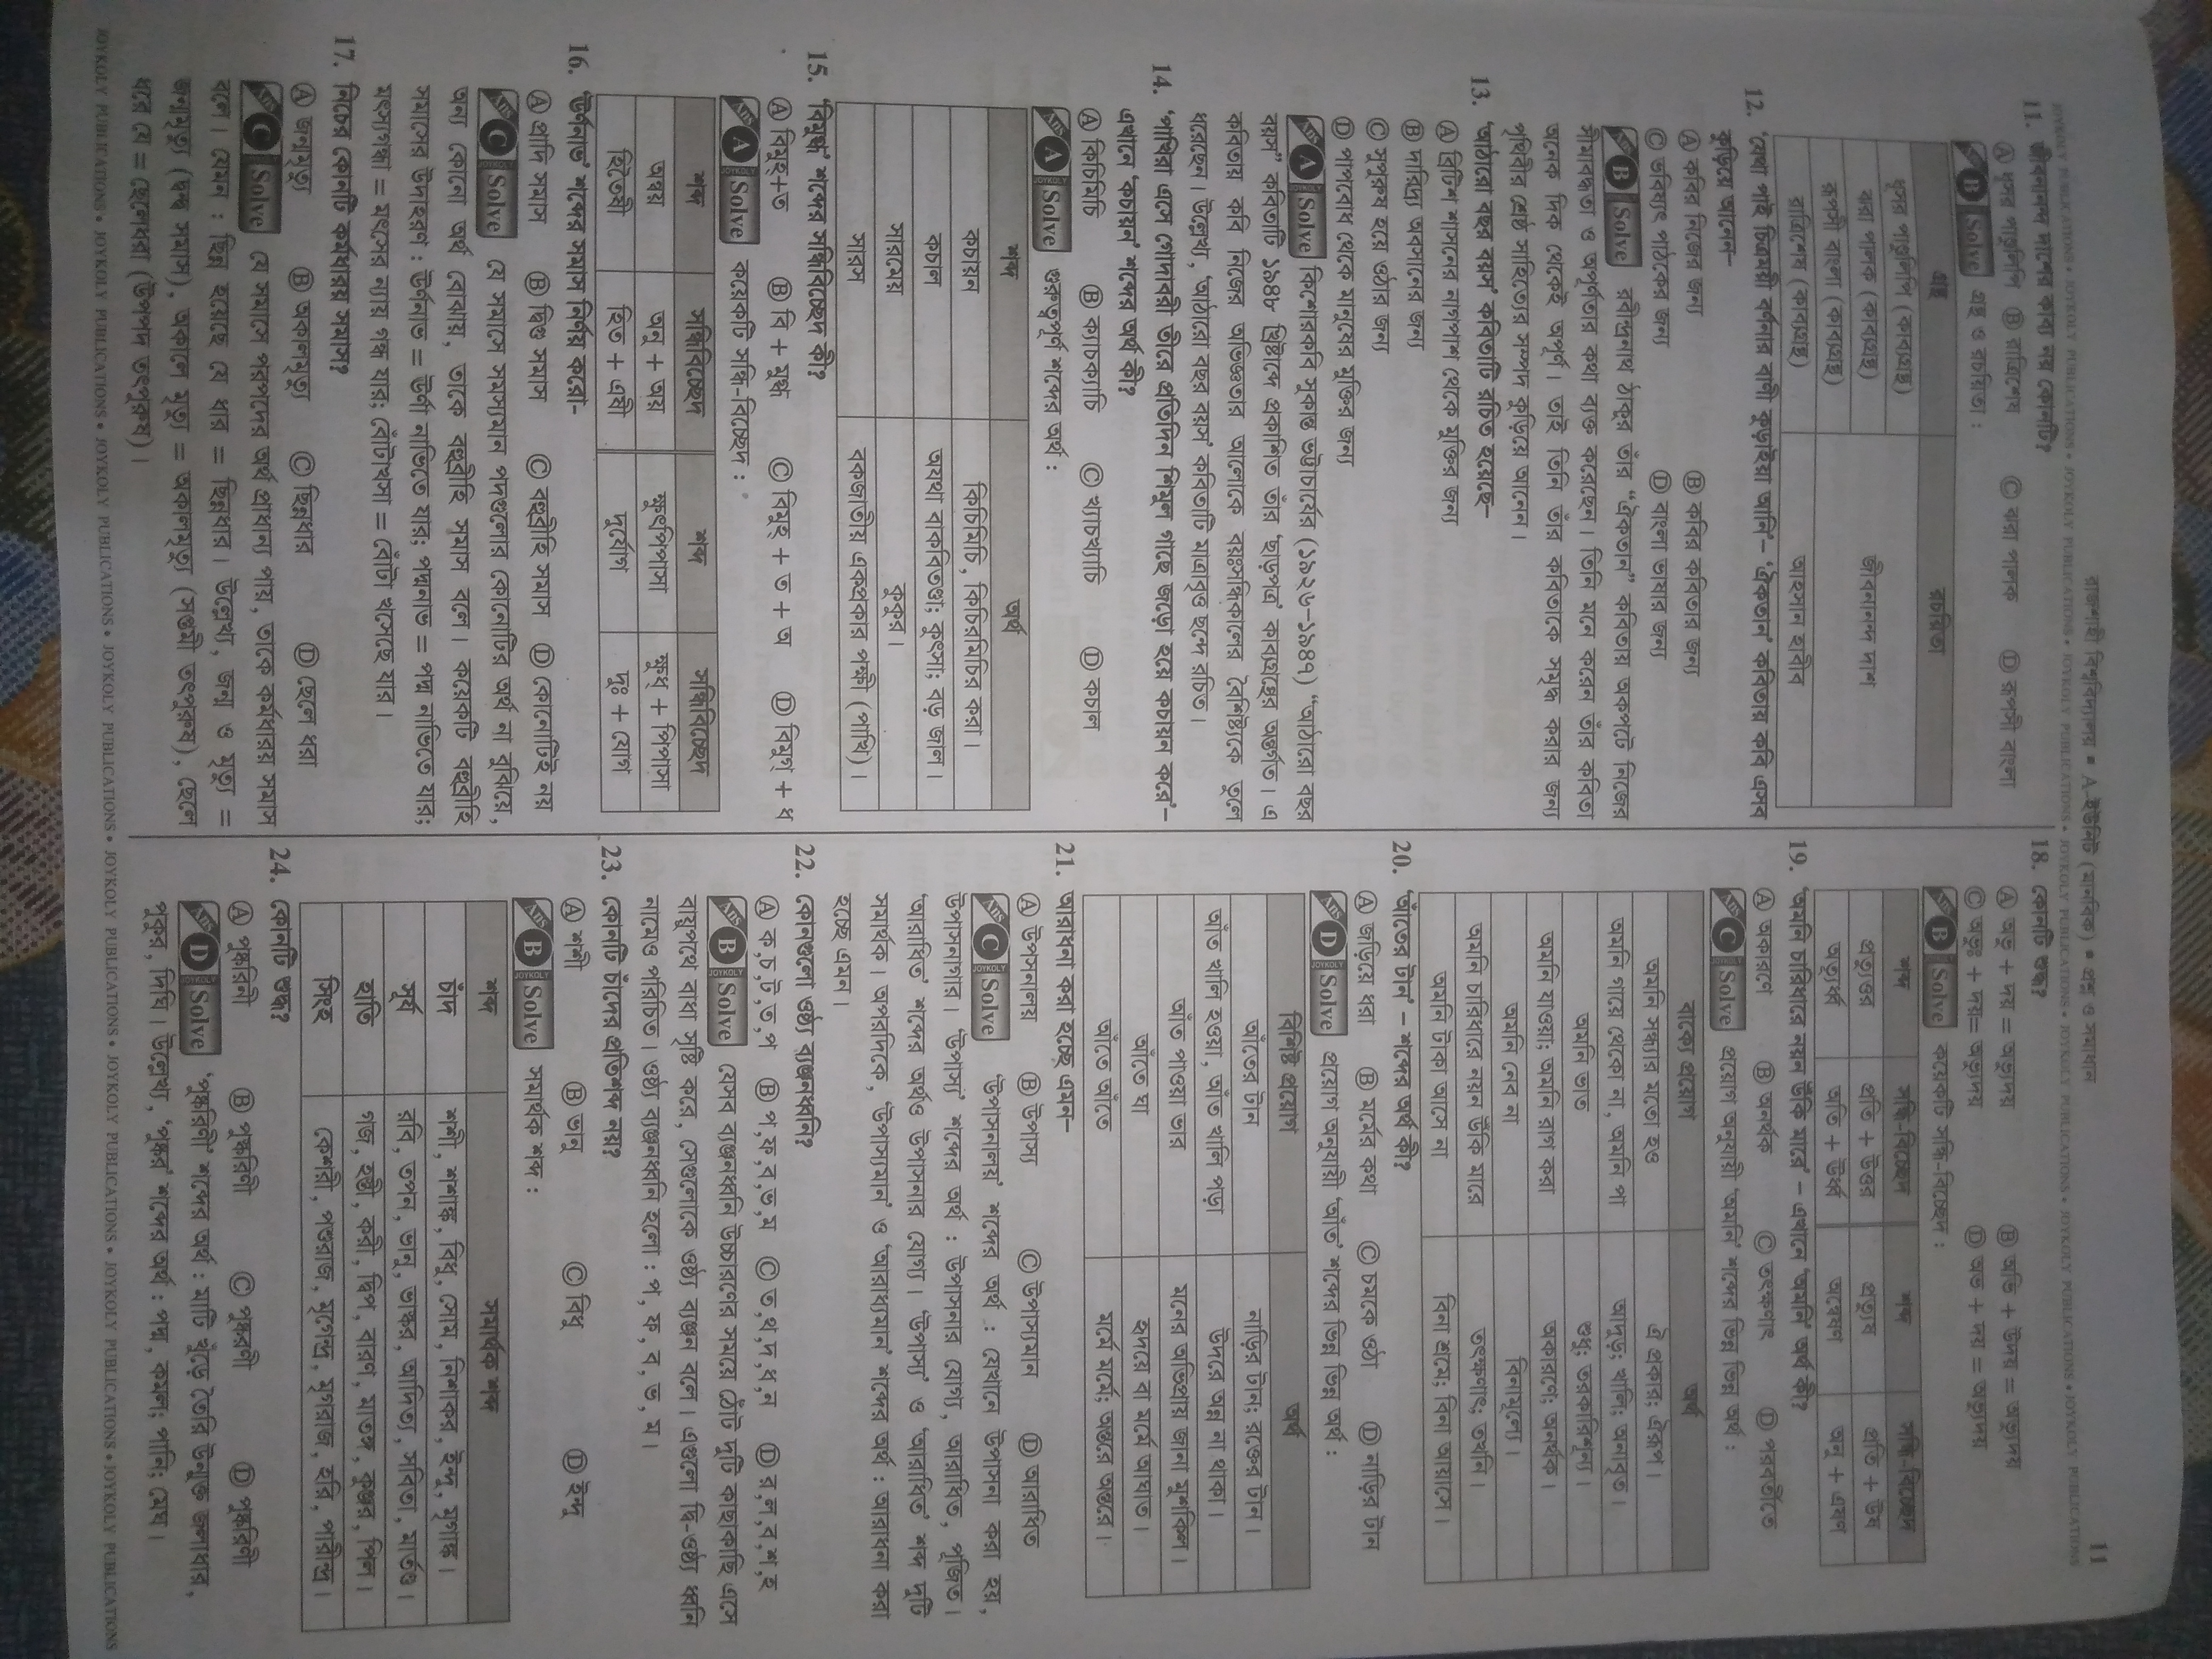 রাজশাহী বিশ্ববিদ্যালয় ▪ A-ইউনিট (মানবিক) ▪ প্রশ্ন ও সমাধান
11
JOYKOLY PUBLICATIONS • JOYKOLY PUBLICATIONS • JOYKOLY PUBLICATIONS • JOYKOLY PUBLICATIONS • JOYKOLY PUBLICATIONS • JOYKOLY PUBLICATIONS • JOYKOLY PUBLICATIONS • JOYKOLY PUBLICATIONS
11. জীবনানন্দ দাশের কাব্য নয় কোনটি?
Ⓐ ধূসর পাণ্ডুলিপি Ⓑ রাত্রিশেষ Ⓒ ঝরা পালক Ⓓ রূপসী বাংলা
Ans B Solve গ্রন্থ ও রচয়িতা :
গ্রন্থ রচয়িতা
ধূসর পাণ্ডুলিপি (কাব্যগ্রন্থ)
ঝরা পালক (কাব্যগ্রন্থ) জীবনানন্দ দাশ
রূপসী বাংলা (কাব্যগ্রন্থ)
রাত্রিশেষ (কাব্যগ্রন্থ) আহসান হাবীব
12. ‘যেথা পাই চিত্রময়ী বর্ণনার বাণী কুড়াইয়া আনি’– ‘ঐকতান’ কবিতায় কবি এসব
কুড়িয়ে আনেন–
Ⓐ কবির নিজের জন্য Ⓑ কবির কবিতার জন্য
Ⓒ ভবিষ্যৎ পাঠকের জন্য Ⓓ বাংলা ভাষার জন্য
Ans B Solve রবীন্দ্রনাথ ঠাকুর তাঁর “ঐকতান” কবিতায় অকপটে নিজের
সীমাবদ্ধতা ও অপূর্ণতার কথা ব্যক্ত করেছেন। তিনি মনে করেন তাঁর কবিতা
অনেক দিক থেকেই অপূর্ণ। তাই তিনি তাঁর কবিতাকে সমৃদ্ধ করার জন্য
পৃথিবীর শ্রেষ্ঠ সাহিত্যের সম্পদ কুড়িয়ে আনেন।
13. ‘আঠারো বছর বয়স’ কবিতাটি রচিত হয়েছে–
Ⓐ ব্রিটিশ শাসনের নাগপাশ থেকে মুক্তির জন্য
Ⓑ দারিদ্র্য অবসানের জন্য
Ⓒ সুপুরুষ হয়ে ওঠার জন্য
Ⓓ পাপবোধ থেকে মানুষের মুক্তির জন্য
Ans A Solve কিশোরকবি সুকান্ত ভট্টাচার্যের (১৯২৬–১৯৪৭) “আঠারো বছর
বয়স” কবিতাটি ১৯৪৮ খ্রিষ্টাব্দে প্রকাশিত তাঁর ‘ছাড়পত্র’ কাব্যগ্রন্থের অন্তর্গত। এ
কবিতায় কবি নিজের অভিজ্ঞতার আলোকে বয়ঃসন্ধিকালের বৈশিষ্ট্যকে তুলে
ধরেছেন। উল্লেখ্য, ‘আঠারো বছর বয়স’ কবিতাটি মাত্রাবৃত্ত ছন্দে রচিত।
14. ‘পাখিরা এসে গোদাবরী তীরে প্রতিদিন শিমুল গাছে জড়ো হয়ে কচায়ন করে’–
এখানে ‘কচায়ন’ শব্দের অর্থ কী?
Ⓐ কিচিমিচি Ⓑ ক্যাচক্যাচি Ⓒ খ্যাচখ্যাচি Ⓓ কচাল
Ans A Solve গুরুত্বপূর্ণ শব্দের অর্থ :
শব্দ অর্থ
কচায়ন কিচিমিচি, কিচিরমিচির করা।
কচাল অযথা বাকবিতণ্ডা; কুৎসা; বড় জাল।
সারমেয় কুকুর।
সারস বকজাতীয় একপ্রকার পক্ষী (পাখি)।
15. ‘বিমুগ্ধ’ শব্দের সন্ধিবিচ্ছেদ কী?
Ⓐ বিমুহ্+ত Ⓑ বি + মুগ্ধ Ⓒ বিমুহ্ + ত + অ Ⓓ বিমুগ্ + ধ
Ans A Solve কয়েকটি সন্ধি-বিচ্ছেদ :
শব্দ সন্ধিবিচ্ছেদ শব্দ সন্ধিবিচ্ছেদ
অন্বয় অনু + অয় ক্ষুৎপিপাসা ক্ষুধ্ + পিপাসা
হিতৈষী হিত + এষী দুর্যোগ দুঃ + যোগ
16. ‘ঊর্ণনাভ’ শব্দের সমাস নির্ণয় করো-
Ⓐ প্রাদি সমাস Ⓑ দ্বিগু সমাস Ⓒ বহুব্রীহি সমাস Ⓓ কোনোটিই নয়
Ans C Solve যে সমাসে সমস্যমান পদগুলোর কোনোটির অর্থ না বুঝিয়ে,
অন্য কোনো অর্থ বোঝায়, তাকে বহুব্রীহি সমাস বলে। কয়েকটি বহুব্রীহি
সমাসের উদাহরণ : ঊর্ণনাভ = ঊর্ণা নাভিতে যার; পদ্মনাভ = পদ্ম নাভিতে যার;
মৎস্যগন্ধা = মৎসের ন্যায় গন্ধ যার; বোঁটাখসা = বোঁটা খসেছে যার।
17. নিচের কোনটি কর্মধারয় সমাস?
Ⓐ জন্মমৃত্যু Ⓑ অকালমৃত্যু Ⓒ ছিন্নধার Ⓓ ছেলে ধরা
Ans C Solve যে সমাসে পরপদের অর্থ প্রাধান্য পায়, তাকে কর্মধারয় সমাস
বলে। যেমন : ছিন্ন হয়েছে যে ধার = ছিন্নধার। উল্লেখ্য, জন্ম ও মৃত্যু =
জন্মমৃত্যু (দ্বন্দ্ব সমাস), অকালে মৃত্যু = অকালমৃত্যু (সপ্তমী তৎপুরুষ), ছেলে
ধরে যে = ছেলেধরা (উপপদ তৎপুরুষ)।
18. কোনটি শুদ্ধ?
Ⓐ অভ্যু + দয় = অভ্যুদয় Ⓑ অভি + উদয় = অভ্যুদয়
Ⓒ অভ্যুঃ + দয়= অভ্যুদয় Ⓓ অভ + দয় = অভ্যুদয়
Ans B Solve কয়েকটি সন্ধি-বিচ্ছেদ :
শব্দ সন্ধি-বিচ্ছেদ শব্দ সন্ধি-বিচ্ছেদ
প্রত্যুত্তর প্রতি + উত্তর প্রত্যুষ প্রতি + উষ
অত্যূর্ধ্ব অতি + ঊর্ধ্ব অন্বেষণ অনু + এষণ
19. ‘অমনি চারিধারে নয়ন উঁকি মারে’ – এখানে ‘অমনি’ অর্থ কী?
Ⓐ অকারণে Ⓑ অনর্থক Ⓒ তৎক্ষণাৎ Ⓓ পরবর্তীতে
Ans C Solve প্রয়োগ অনুযায়ী ‘অমনি’ শব্দের ভিন্ন ভিন্ন অর্থ :
বাক্যে প্রয়োগ অর্থ
অমনি সন্ধ্যার মতো হও ঐ প্রকার; ঐরূপ।
অমনি গায়ে থেকো না, অমনি পা আদুড়; খালি; অনাবৃত।
অমনি ভাত শুধু; তরকারিশূন্য।
অমনি যাওয়া; অমনি রাগ করা অকারণে; অনর্থক।
অমনি নেব না বিনামূল্যে।
অমনি চারিধারে নয়ন উঁকি মারে তৎক্ষণাৎ; তখনি।
অমনি টাকা আসে না বিনা শ্রমে; বিনা আয়াসে।
20. ‘আঁতের টান’ – শব্দের অর্থ কী?
Ⓐ জড়িয়ে ধরা Ⓑ মর্মের কথা Ⓒ চমকে ওঠা Ⓓ নাড়ির টান
Ans D Solve প্রয়োগ অনুযায়ী ‘আঁত’ শব্দের ভিন্ন ভিন্ন অর্থ :
বিশিষ্ট প্রয়োগ অর্থ
আঁতের টান নাড়ির টান; রক্তের টান।
আঁত খালি হওয়া, আঁত খালি পড়া উদরে অন্ন না থাকা।
আঁত পাওয়া ভার মনের অভিপ্রায় জানা মুশকিল।
আঁতে ঘা হৃদয়ে বা মর্মে আঘাত।
আঁতে আঁতে মর্মে মর্মে; অন্তরে অন্তরে।
21. আরাধনা করা হচ্ছে এমন–
Ⓐ উপসনালয় Ⓑ উপাস্য Ⓒ উপাস্যমান Ⓓ আরাধিত
Ans C Solve ‘উপাসনালয়’ শব্দের অর্থ : যেখানে উপাসনা করা হয়,
উপাসনাগার। ‘উপাস্য’ শব্দের অর্থ : উপাসনার যোগ্য, আরাধিত, পূজিত।
‘আরাধিত’ শব্দের অর্থও উপাসনার যোগ্য। ‘উপাস্য’ ও ‘আরাধিত’ শব্দ দুটি
সমার্থক। অপরদিকে, ‘উপাস্যমান’ ও ‘আরাধ্যমান’ শব্দের অর্থ : আরাধনা করা
হচ্ছে এমন।
22. কোনগুলো ওষ্ঠ্য ব্যঞ্জনধ্বনি?
Ⓐ ক,চ,ট,ত,প Ⓑ প,ফ,ব,ভ,ম Ⓒ ত,থ,দ,ধ,ন Ⓓ র,ল,ব,শ,হ
Ans B Solve যেসব ব্যঞ্জনধ্বনি উচ্চারণের সময়ে ঠোঁট দুটি কাছাকাছি এসে
বায়ুপথে বাধা সৃষ্টি করে, সেগুলোকে ওষ্ঠ্য ব্যঞ্জন বলে। এগুলো দ্বি-ওষ্ঠ্য ধ্বনি
নামেও পরিচিত। ওষ্ঠ্য ব্যঞ্জনধ্বনি হলো : প, ফ, ব, ভ, ম।
23. কোনটি চাঁদের প্রতিশব্দ নয়?
Ⓐ শশী Ⓑ ভানু Ⓒ বিধু Ⓓ ইন্দু
Ans B Solve সমার্থক শব্দ :
শব্দ সমার্থক শব্দ
চাঁদ শশী, শশাঙ্ক, বিধু, সোম, নিশাকর, ইন্দু, মৃগাঙ্ক।
সূর্য রবি, তপন, ভানু, ভাস্কর, আদিত্য, সবিতা, মার্তণ্ড।
হাতি গজ, হস্তী, করী, দ্বিপ, বারণ, মাতঙ্গ, কুঞ্জর, পিল।
সিংহ কেশরী, পশুরাজ, মৃগেন্দ্র, মৃগরাজ, হরি, পারীন্দ্র।
24. কোনটি শুদ্ধ?
Ⓐ পুষ্করিনী Ⓑ পুস্করিণী Ⓒ পুষ্করণী Ⓓ পুষ্করিণী
Ans D Solve ‘পুষ্করিণী’ শব্দের অর্থ : মাটি খুঁড়ে তৈরি উন্মুক্ত জলাধার,
পুকুর, দিঘি। উল্লেখ্য, ‘পুষ্কর’ শব্দের অর্থ : পদ্ম, কমল; পানি; মেঘ।
JOYKOLY PUBLICATIONS • JOYKOLY PUBLICATIONS • JOYKOLY PUBLICATIONS • JOYKOLY PUBLICATIONS • JOYKOLY PUBLICATIONS • JOYKOLY PUBLICATIONS • JOYKOLY PUBLICATIONS • JOYKOLY PUBLICATIONS